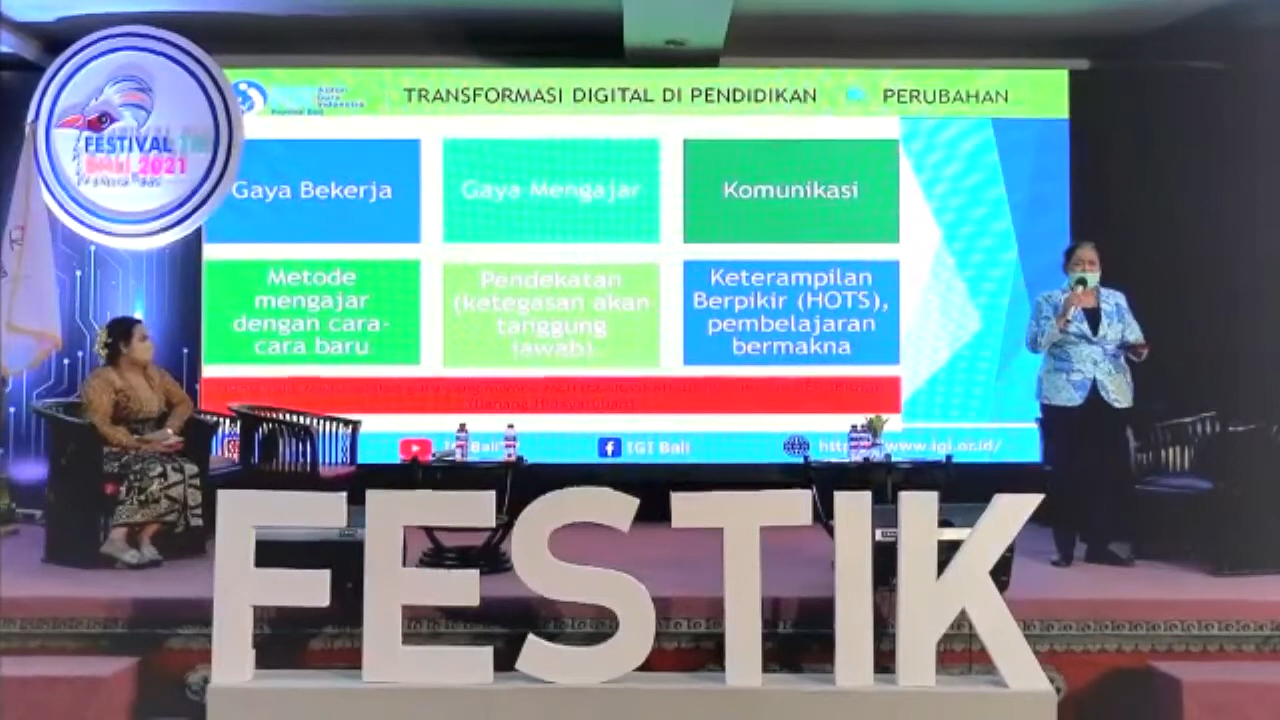 FESTIVAL
BALI 2021
Guru
Indonesia
TRANSFORMASI DIGITAL DI PENDIDIKAN PERUBAHAN
Gaya Bekerja
Gaya Mengajar
Komunikasi
Metode
mengajar
dengan cara-
cara baru
Pendekatan
(ketegasan akan
tanggung
jawab)
Keterampilan
Berpikir (HOTS),
pembelajaran
bermakna
IGI Bali
IGI Bali
www.igi.or.id/
FESTIK